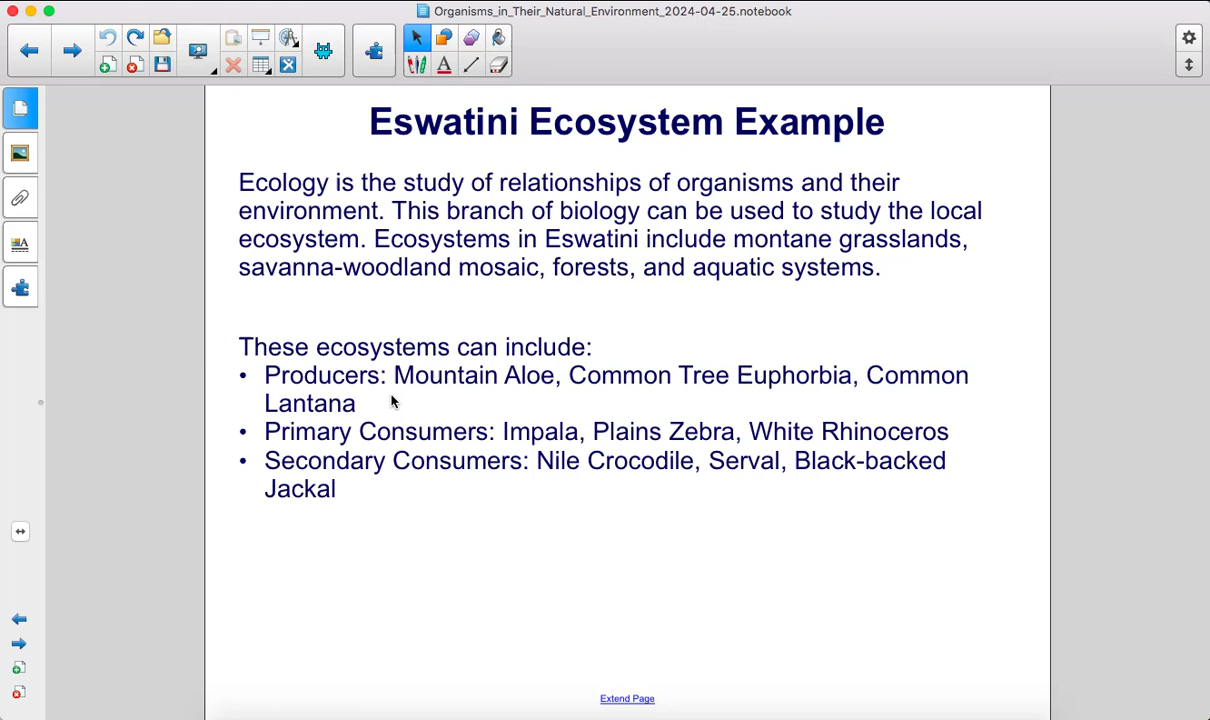 Organisms_in_Their_Natural_Environment_2024-04-25.notebook
Eswatini Ecosystem Example
Ecology is the study of relationships of organisms and their
environment. This branch of biology can be used to study the local
ecosystem. Ecosystems in Eswatini include montane grasslands,
savanna-woodland mosaic, forests, and aquatic systems.
These ecosystems can include:
• Producers: Mountain Aloe, Common Tree Euphorbia, Common
Lantana
• Primary Consumers: Impala, Plains Zebra, White Rhinoceros
• Secondary Consumers: Nile Crocodile, Serval, Black-backed
Jackal
Extend Page